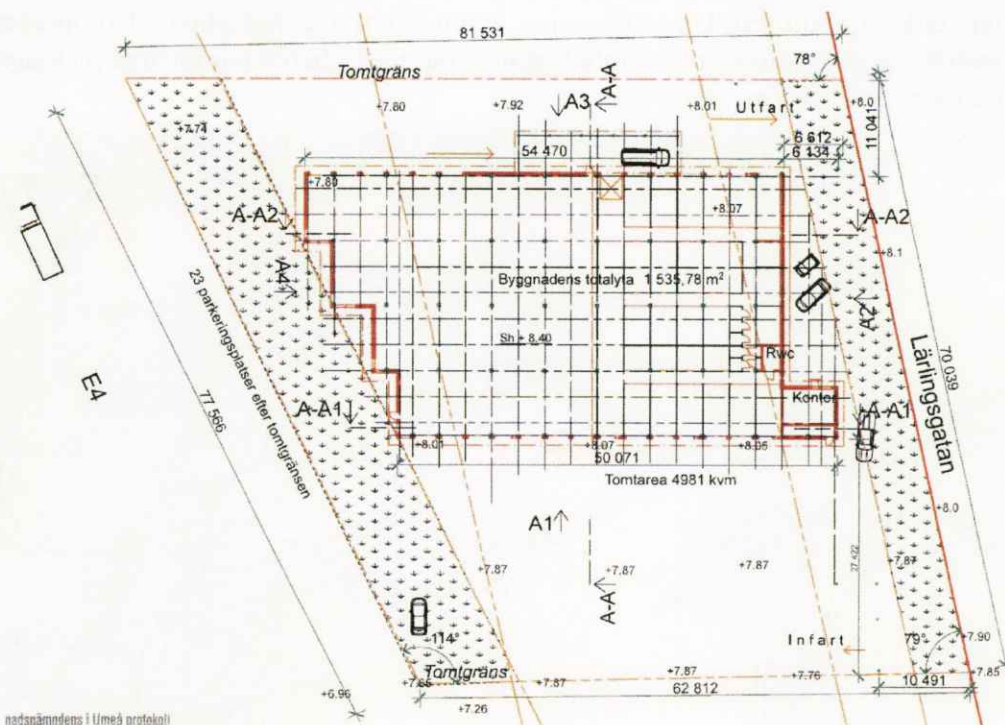 81 531
78°
Tomtgräns
A-A
+7.80
+7.92
A3
+8.01
Utfart
+8.0
11 041
+7.74
6 612
54 470
6 134
+7.80
+8.07
A-A2
A-A2
+8.1
A4
Byggnadens totalyta 1 535,78 m²
A2
23 parkeringsplatser efter tomtgränsen
Sh + 8.40
Rwc
Lärlingsgatan
70 039
E4
77 566
Kontor
A-A1
A-A1
+8.01
+8.07
+8.05
50 071
Tomtarea 4981 kvm
A1
+8.0
27 422
+7.87
+7.87
+7.87
+7.87
A-A
114°
Infart
79°
+7.90
Tomtgräns
+7.87
+7.85
+7.87
+7.76
10 491
+6.96
62 812
+7.26
nadsnämndens i Umeå protokoll